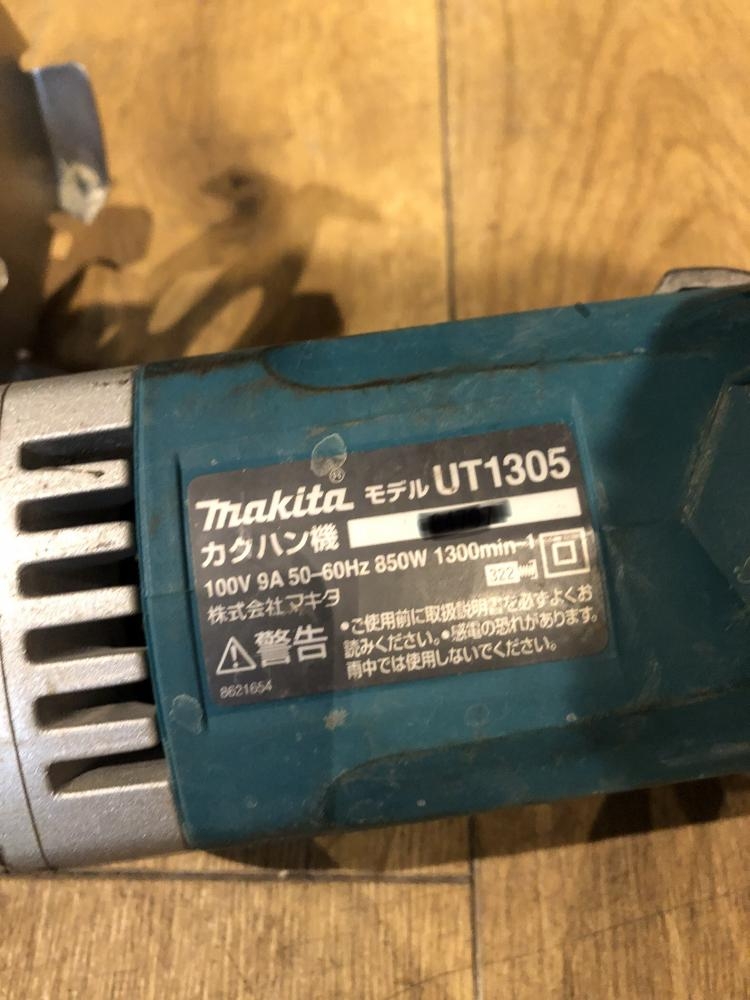 makita® モデル UT1305
カクハン機
100V 9A 50–60Hz 850W 1300min-1
322
株式会社マキタ
警告
•ご使用前に取扱説明書を必ずよくお
読みください。•感電の恐れがあります。
雨中では使用しないでください。
8621654